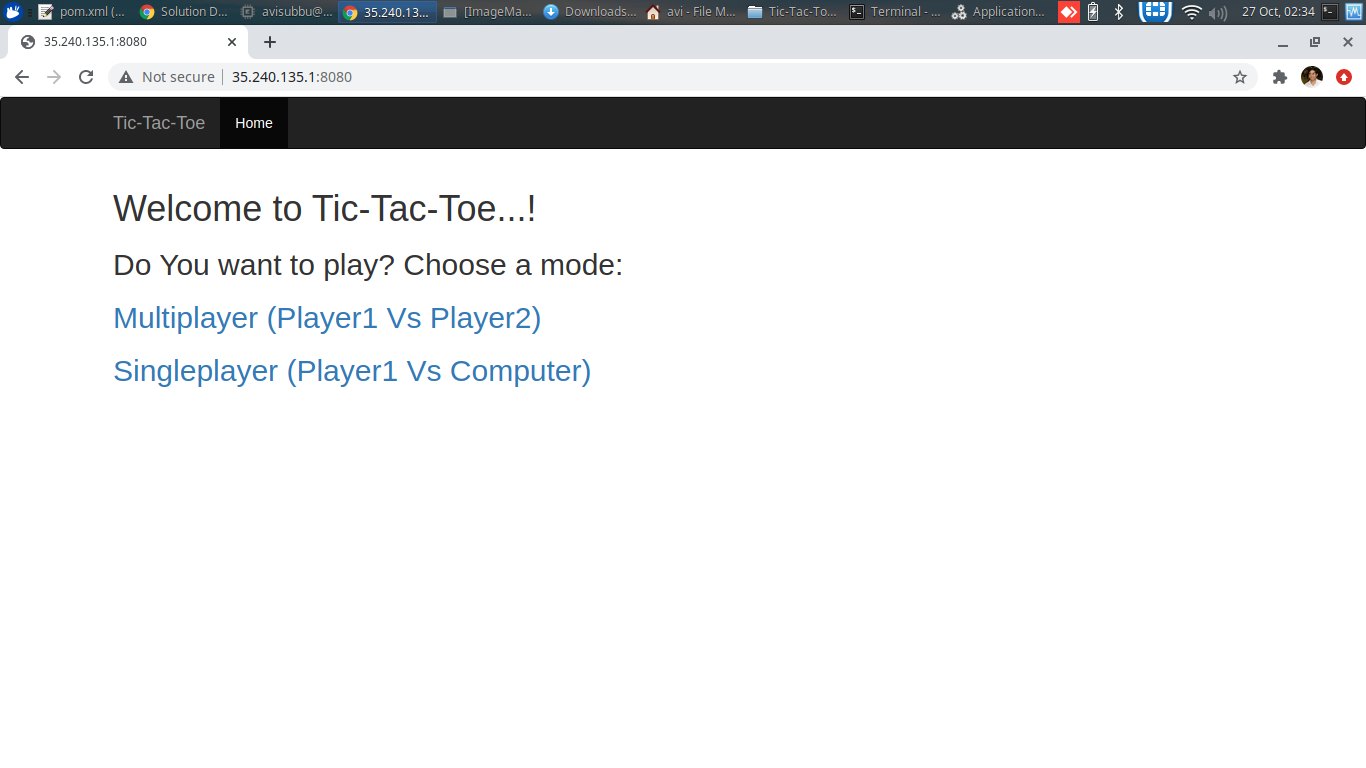 pom.xml (... Solution D... avisubbu@... 35.240.13... [ImageMa... Downloads... avi - File M... Tic-Tac-To... Terminal - ... Application... 27 Oct, 02:34
35.240.135.1:8080
Not secure 35.240.135.1:8080
Tic-Tac-Toe Home
Welcome to Tic-Tac-Toe...!
Do You want to play? Choose a mode:
Multiplayer (Player1 Vs Player2)
Singleplayer (Player1 Vs Computer)